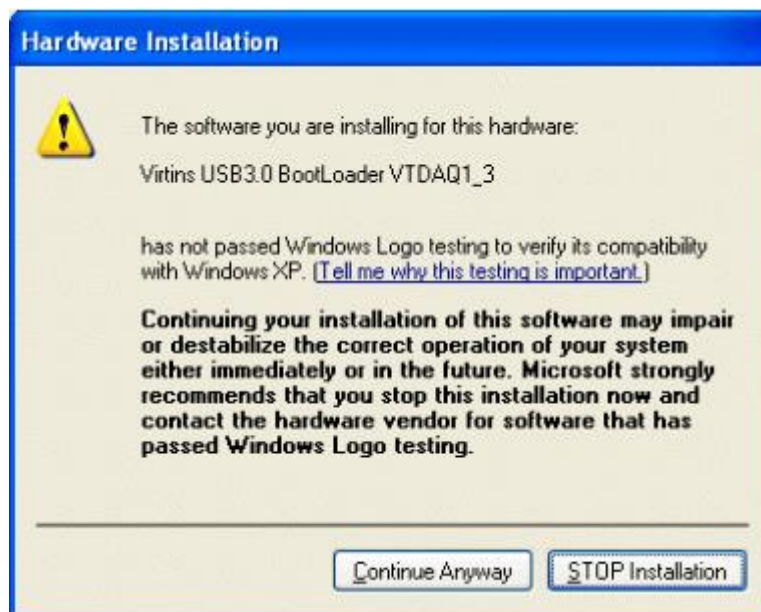 Hardware Installation
The software you are installing for this hardware:
Virtins USB3.0 BootLoader VTDAQ1_3
has not passed Windows Logo testing to verify its compatibility
with Windows XP. (Tell me why this testing is important.)
Continuing your installation of this software may impair
or destabilize the correct operation of your system
either immediately or in the future. Microsoft strongly
recommends that you stop this installation now and
contact the hardware vendor for software that has
passed Windows Logo testing.
Continue Anyway
STOP Installation